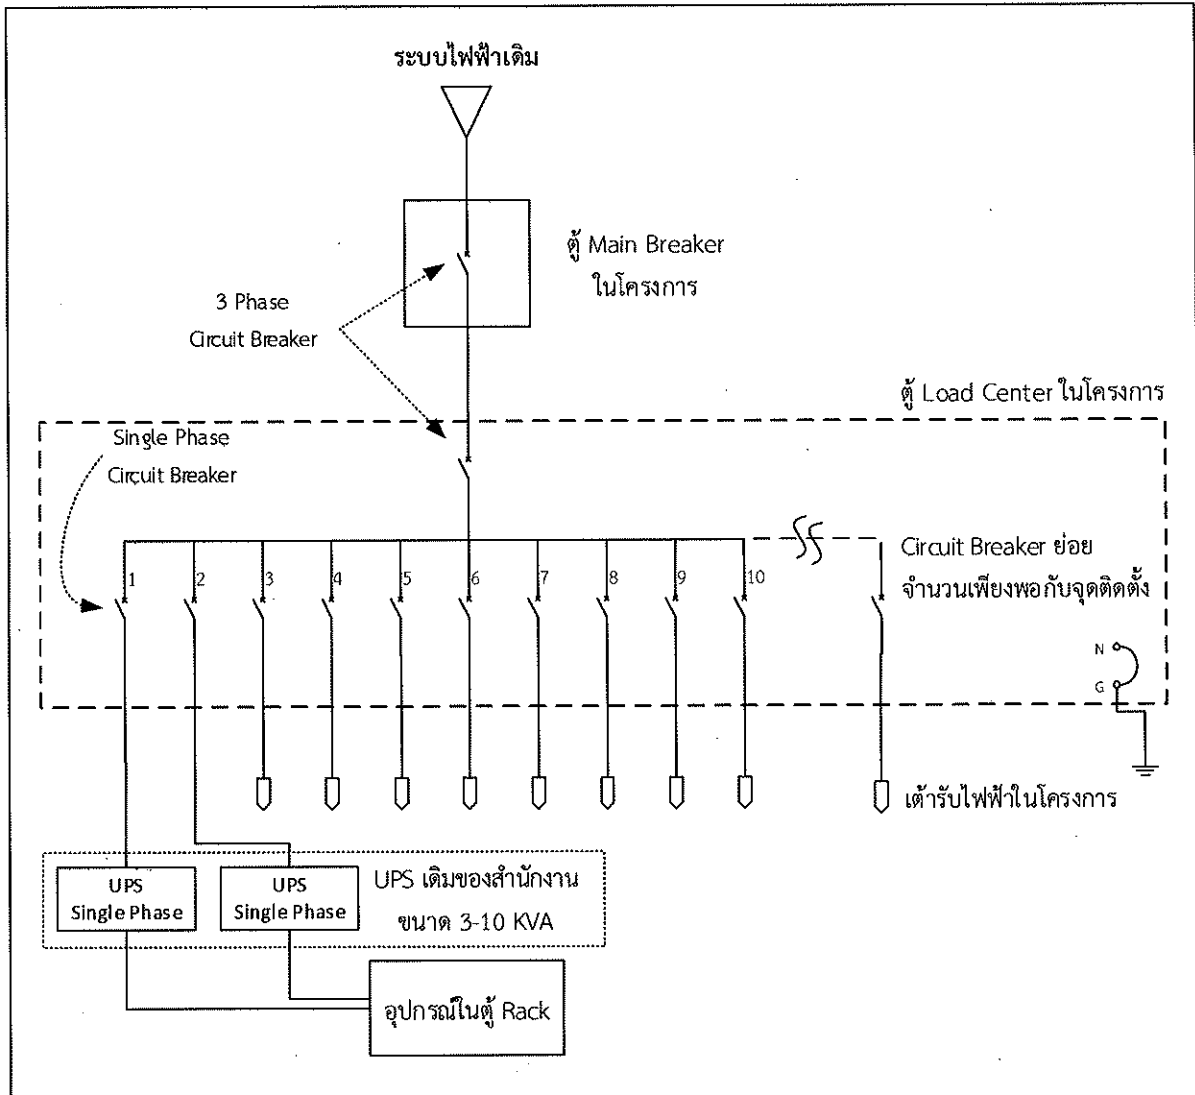 ระบบไฟฟ้าเดิม
ตู้ Main Breaker
ในโครงการ
3 Phase
Circuit Breaker
ตู้ Load Center ในโครงการ
Single Phase
Circuit Breaker
1
2
3
4
5
6
7
8
9
10
Circuit Breaker ย่อย
จำนวนเพียงพอกับจุดติดตั้ง
N
G
เต้ารับไฟฟ้าในโครงการ
UPS
Single Phase
UPS
Single Phase
UPS เดิมของสำนักงาน
ขนาด 3-10 KVA
อุปกรณ์ในตู้ Rack